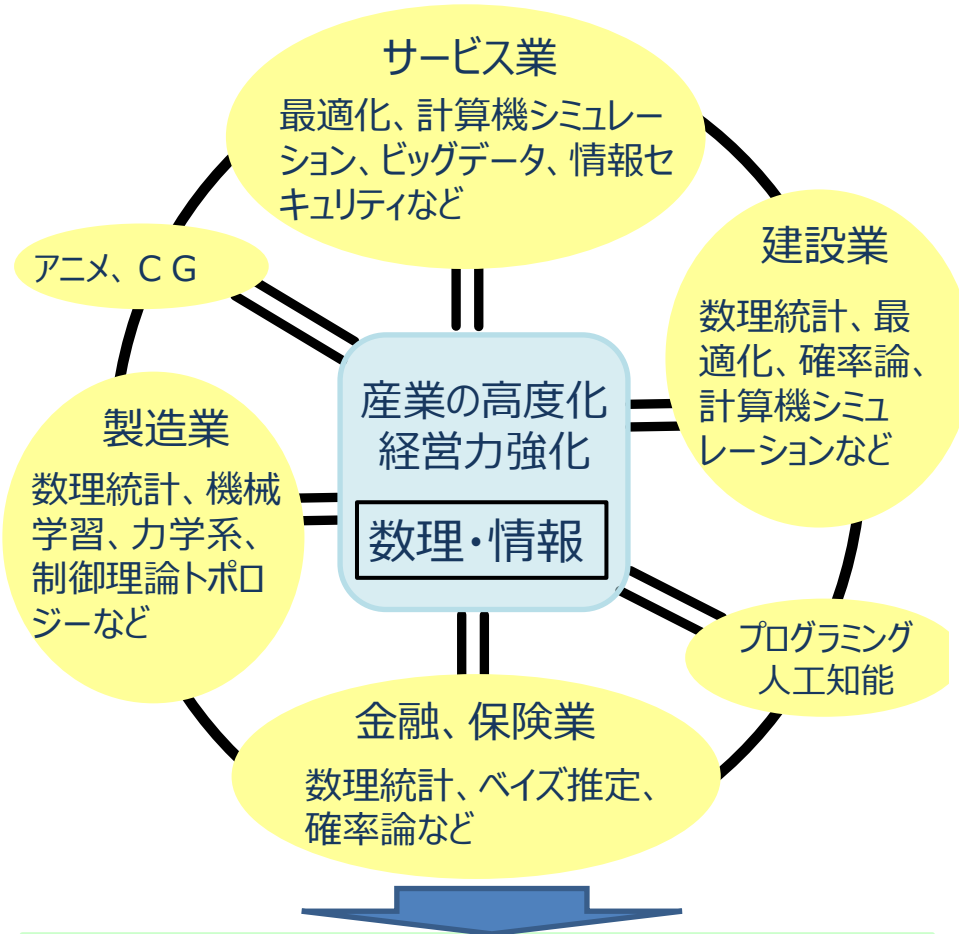 サービス業
最適化、計算機シミュレー
ション、ビッグデータ、情報セ
キュリティなど
アニメ、ＣＧ
建設業
数理統計、最
適化、確率論、
計算機シミュ
レーションなど
産業の高度化
経営力強化
数理・情報
製造業
数理統計、機械
学習、力学系、
制御理論トポロ
ジーなど
プログラミング
人工知能
金融、保険業
数理統計、ベイズ推定、
確率論など